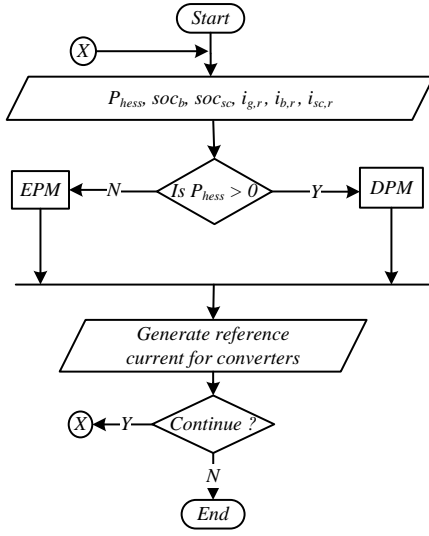 Start
X
P_hess, soc_b, soc_sc, i_g,r, i_b,r, i_sc,r
EPM
N
Is P_hess > 0
Y
DPM
Generate reference
current for converters
X
Y
Continue ?
N
End